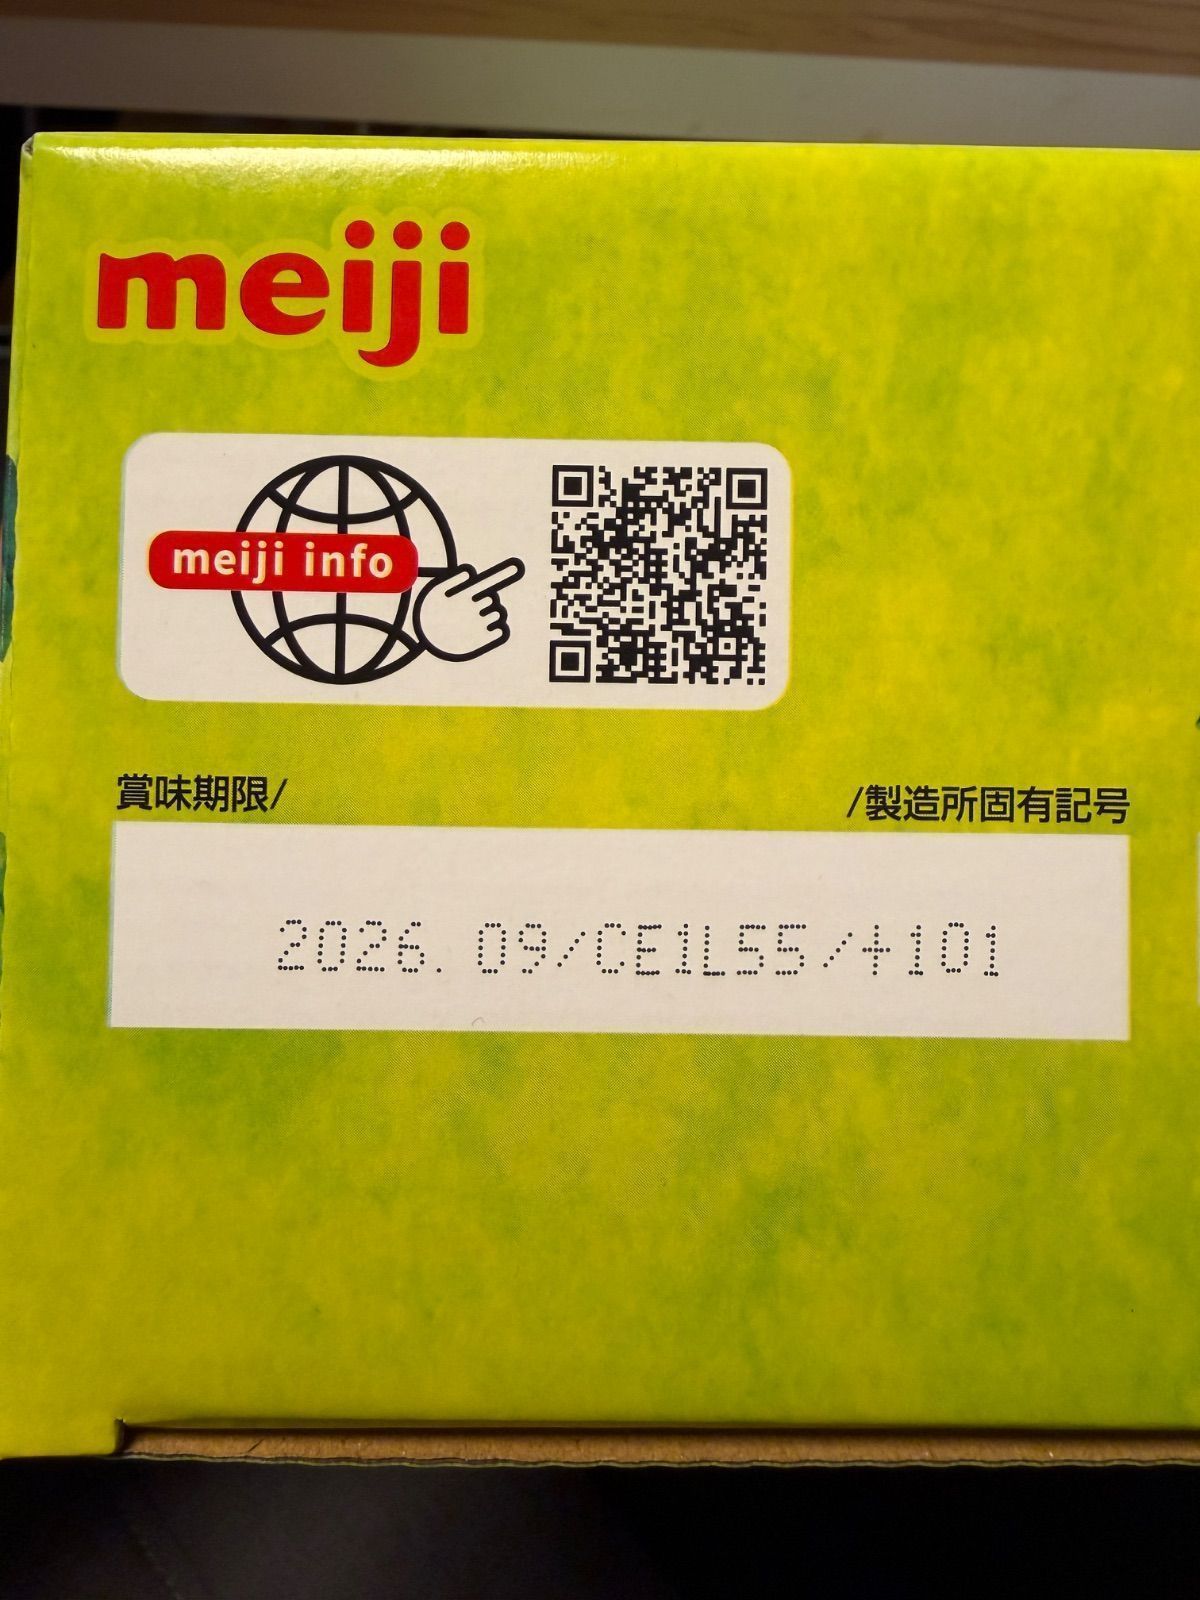 meiji
meiji info
賞味期限/ /製造所固有記号
2026.09/CE1L55/+101